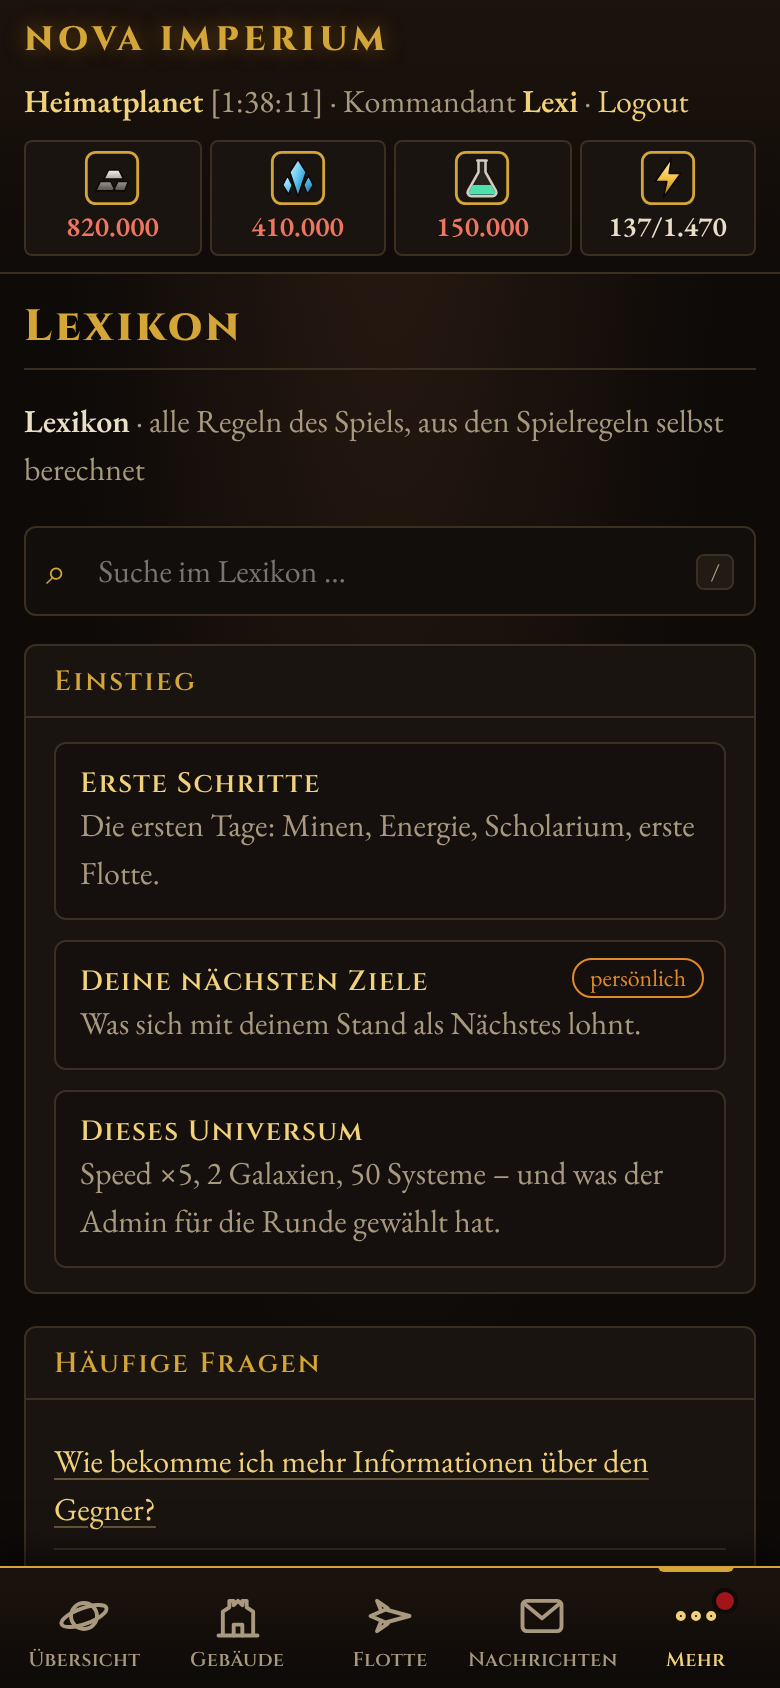 NOVA IMPERIUM
Heimatplanet [1:38:11] · Kommandant Lexi · Logout
820.000 410.000 150.000 137/1.470
Lexikon
Lexikon · alle Regeln des Spiels, aus den Spielregeln selbst
berechnet
Suche im Lexikon ... /
Einstieg
Erste Schritte
Die ersten Tage: Minen, Energie, Scholarium, erste
Flotte.
Deine nächsten Ziele persönlich
Was sich mit deinem Stand als Nächstes lohnt.
Dieses Universum
Speed ×5, 2 Galaxien, 50 Systeme – und was der
Admin für die Runde gewählt hat.
Häufige Fragen
Wie bekomme ich mehr Informationen über den
Gegner?
Übersicht Gebäude Flotte Nachrichten Mehr